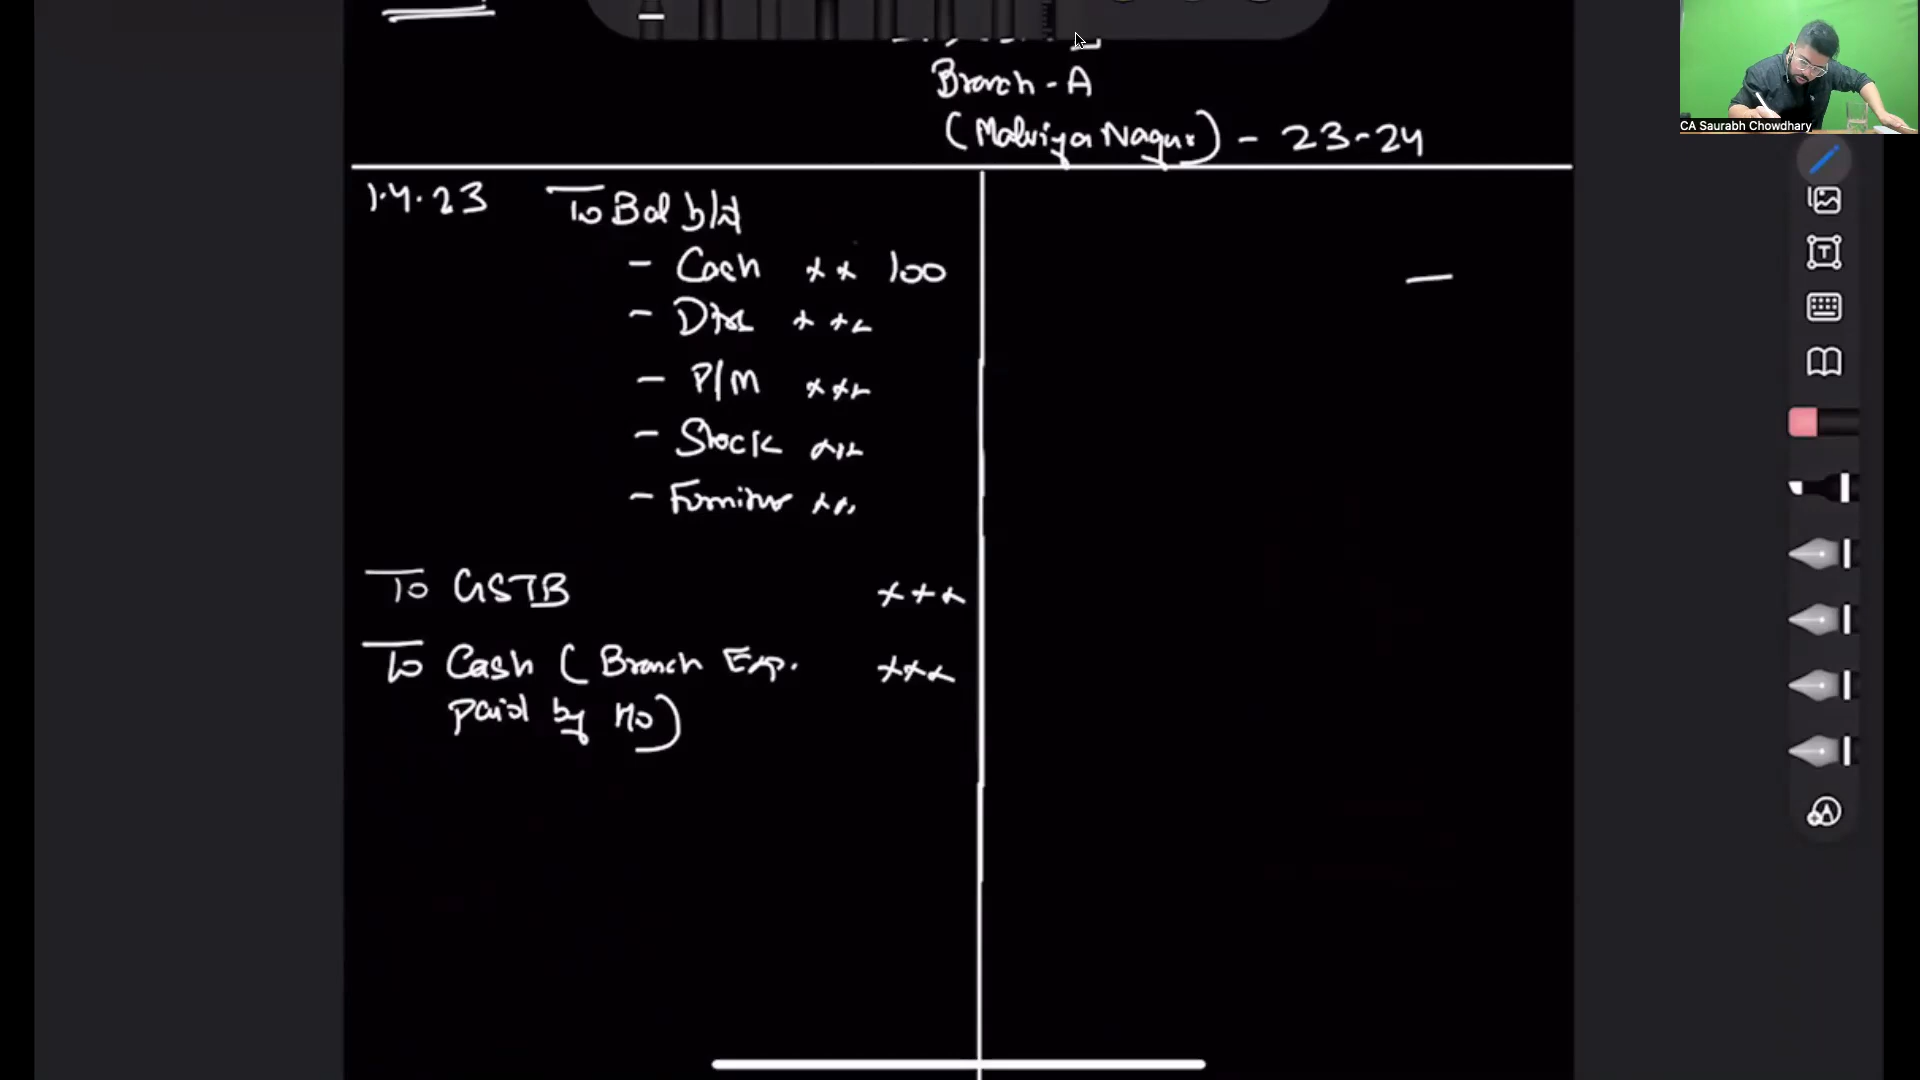 Branch - A
(Malviya Nagar) - 23-24
1.4.23 To Bal b/d
- Cash xx 100
- Drs xxx
- P/M xxx
- Stock xxx
- Furniture xxx
To GSTB xxx
To Cash (Branch Exp. xxx
paid by HO)
CA Saurabh Chowdhary